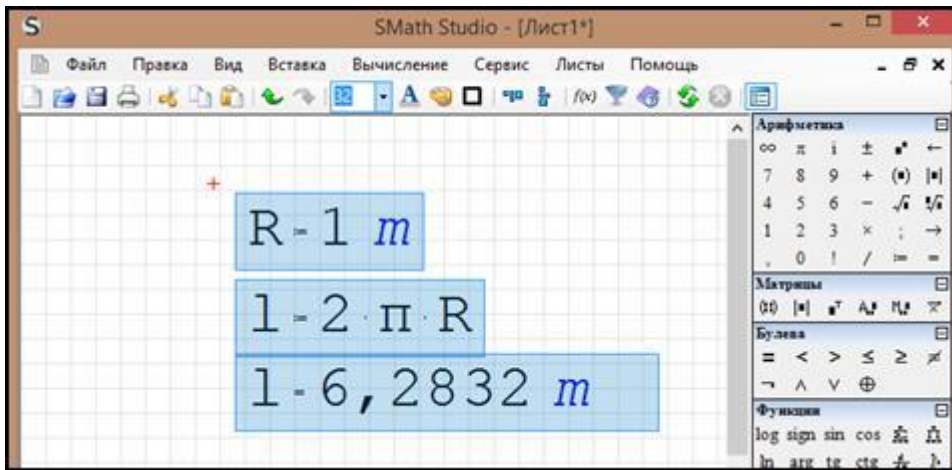 SMath Studio - [Лист1*]
Файл Правка Вид Вставка Вычисление Сервис Листы Помощь
32 A f(x)
R = 1 m
l = 2 · π · R
l = 6,2832 m
Арифметика
∞ π i ± ←
7 8 9 + (▪) |▪|
4 5 6 −
1 2 3 × ; →
, 0 ! / := =
Матрицы
Булева
= < > ≤ ≥ ≠
¬ ∧ ∨ ⊕
Функции
log sign sin cos
ln arg tg ctg